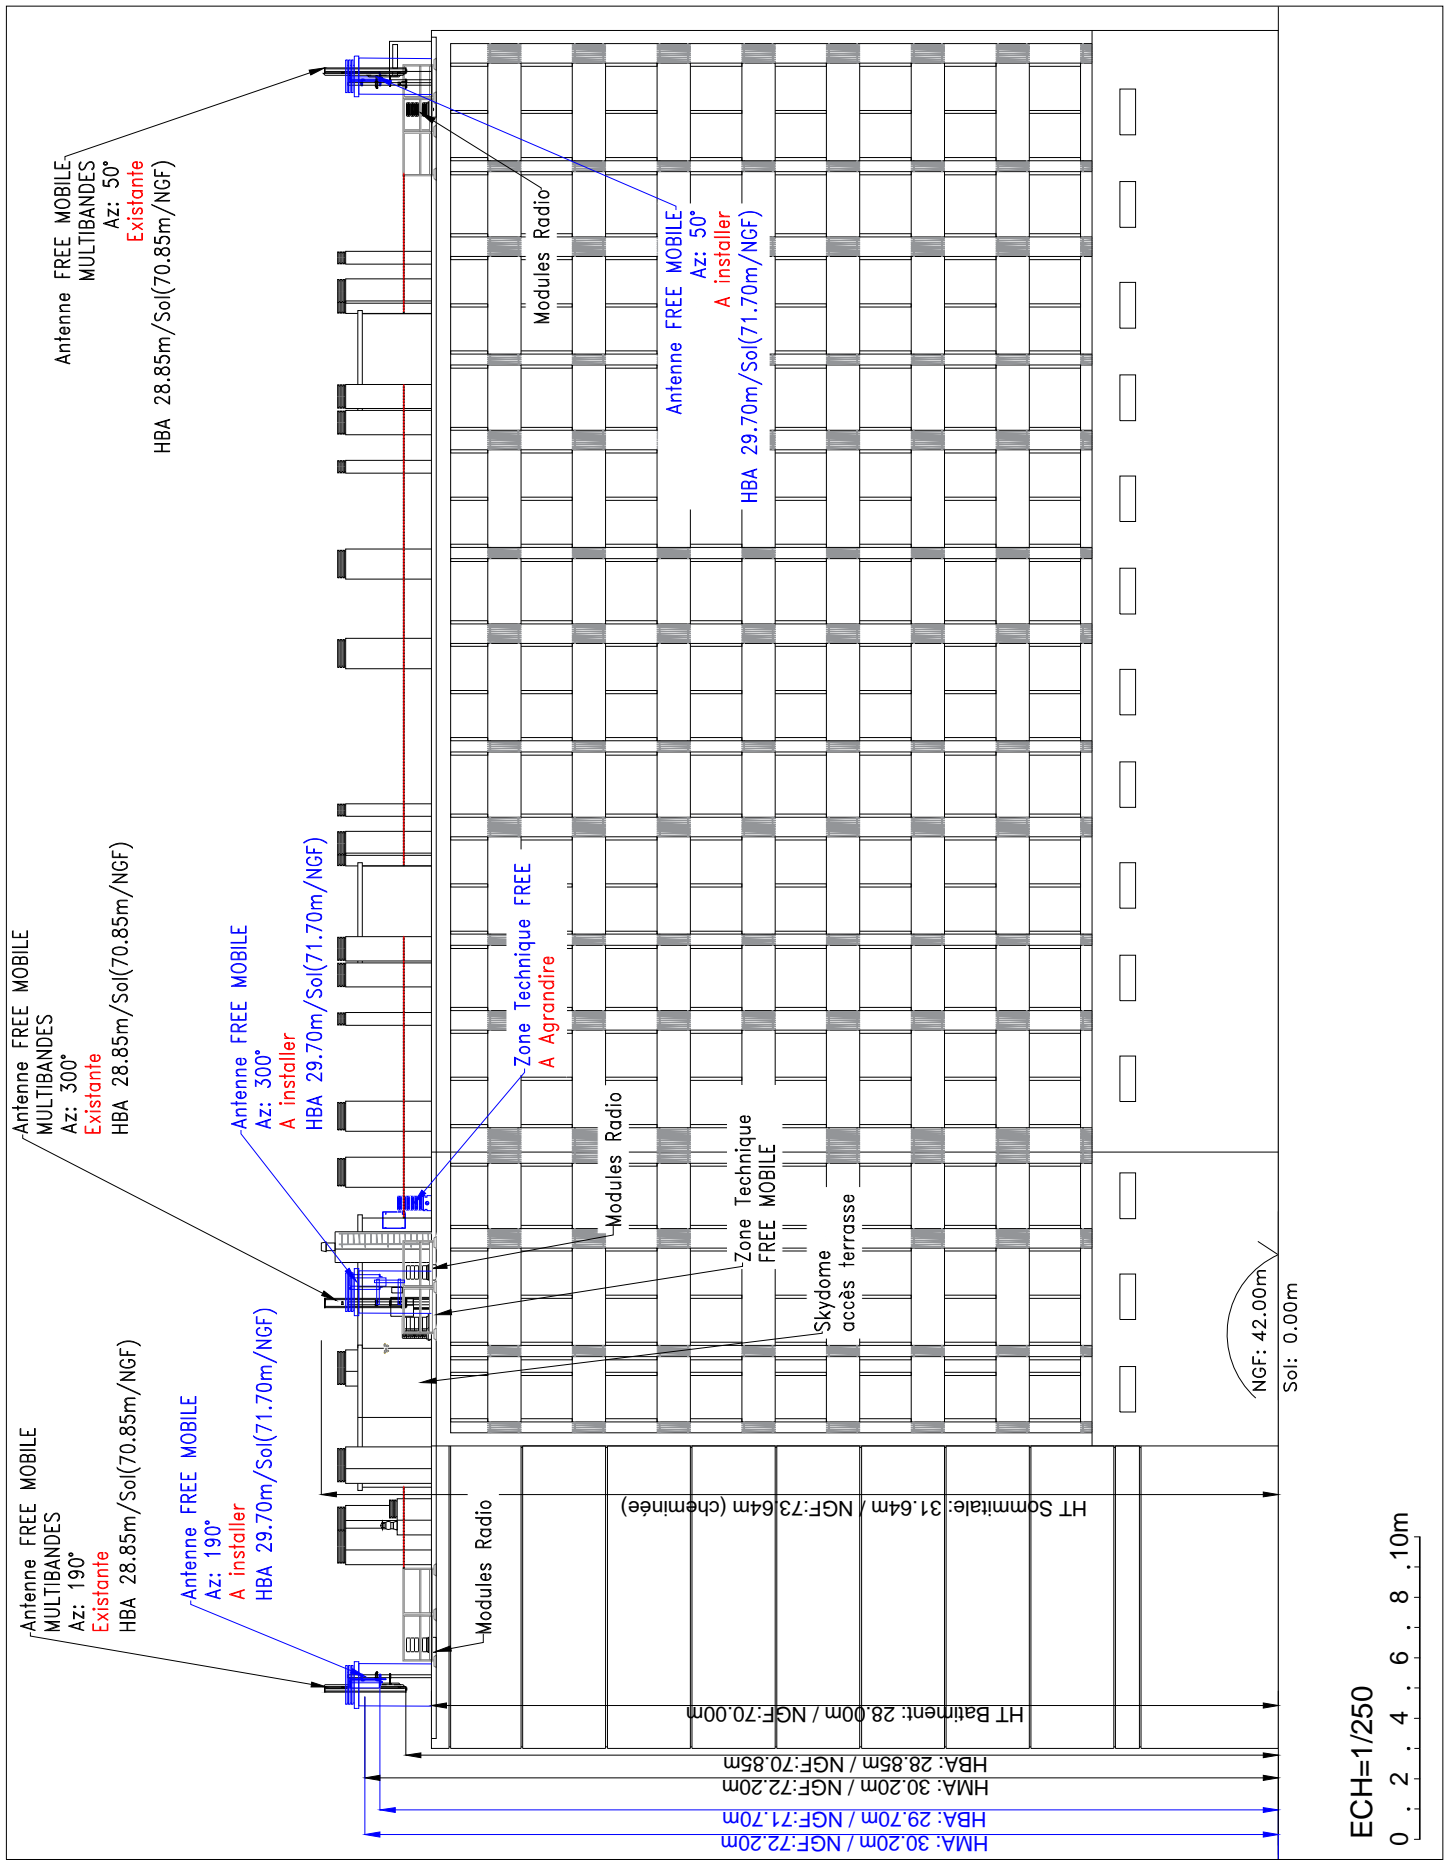 Antenne FREE MOBILE
MULTIBANDES
Az: 190°
Existante
HBA 28.85m/Sol(70.85m/NGF)
Antenne FREE MOBILE
Az: 190°
A installer
HBA 29.70m/Sol(71.70m/NGF)
Antenne FREE MOBILE
MULTIBANDES
Az: 300°
Existante
HBA 28.85m/Sol(70.85m/NGF)
Antenne FREE MOBILE
Az: 300°
A installer
HBA 29.70m/Sol(71.70m/NGF)
Antenne FREE MOBILE
MULTIBANDES
Az: 50°
Existante
HBA 28.85m/Sol(70.85m/NGF)
Modules Radio
Zone Technique FREE
A Agrandire
Modules Radio
Modules Radio
Antenne FREE MOBILE
Az: 50°
A installer
HBA 29.70m/Sol(71.70m/NGF)
Zone Technique
FREE MOBILE
Skydome
accès terrasse
HMA: 30.20m / NGF:72.20m
HBA: 29.70m / NGF:71.70m
HMA: 30.20m / NGF:72.20m
HBA: 28.85m / NGF:70.85m
HT Batiment: 28.00m / NGF:70.00m
HT Sommitale: 31.64m / NGF:73.64m (cheminée)
NGF: 42.00m
Sol: 0.00m
ECH=1/250
0 . 2 . 4 . 6 . 8 . 10m